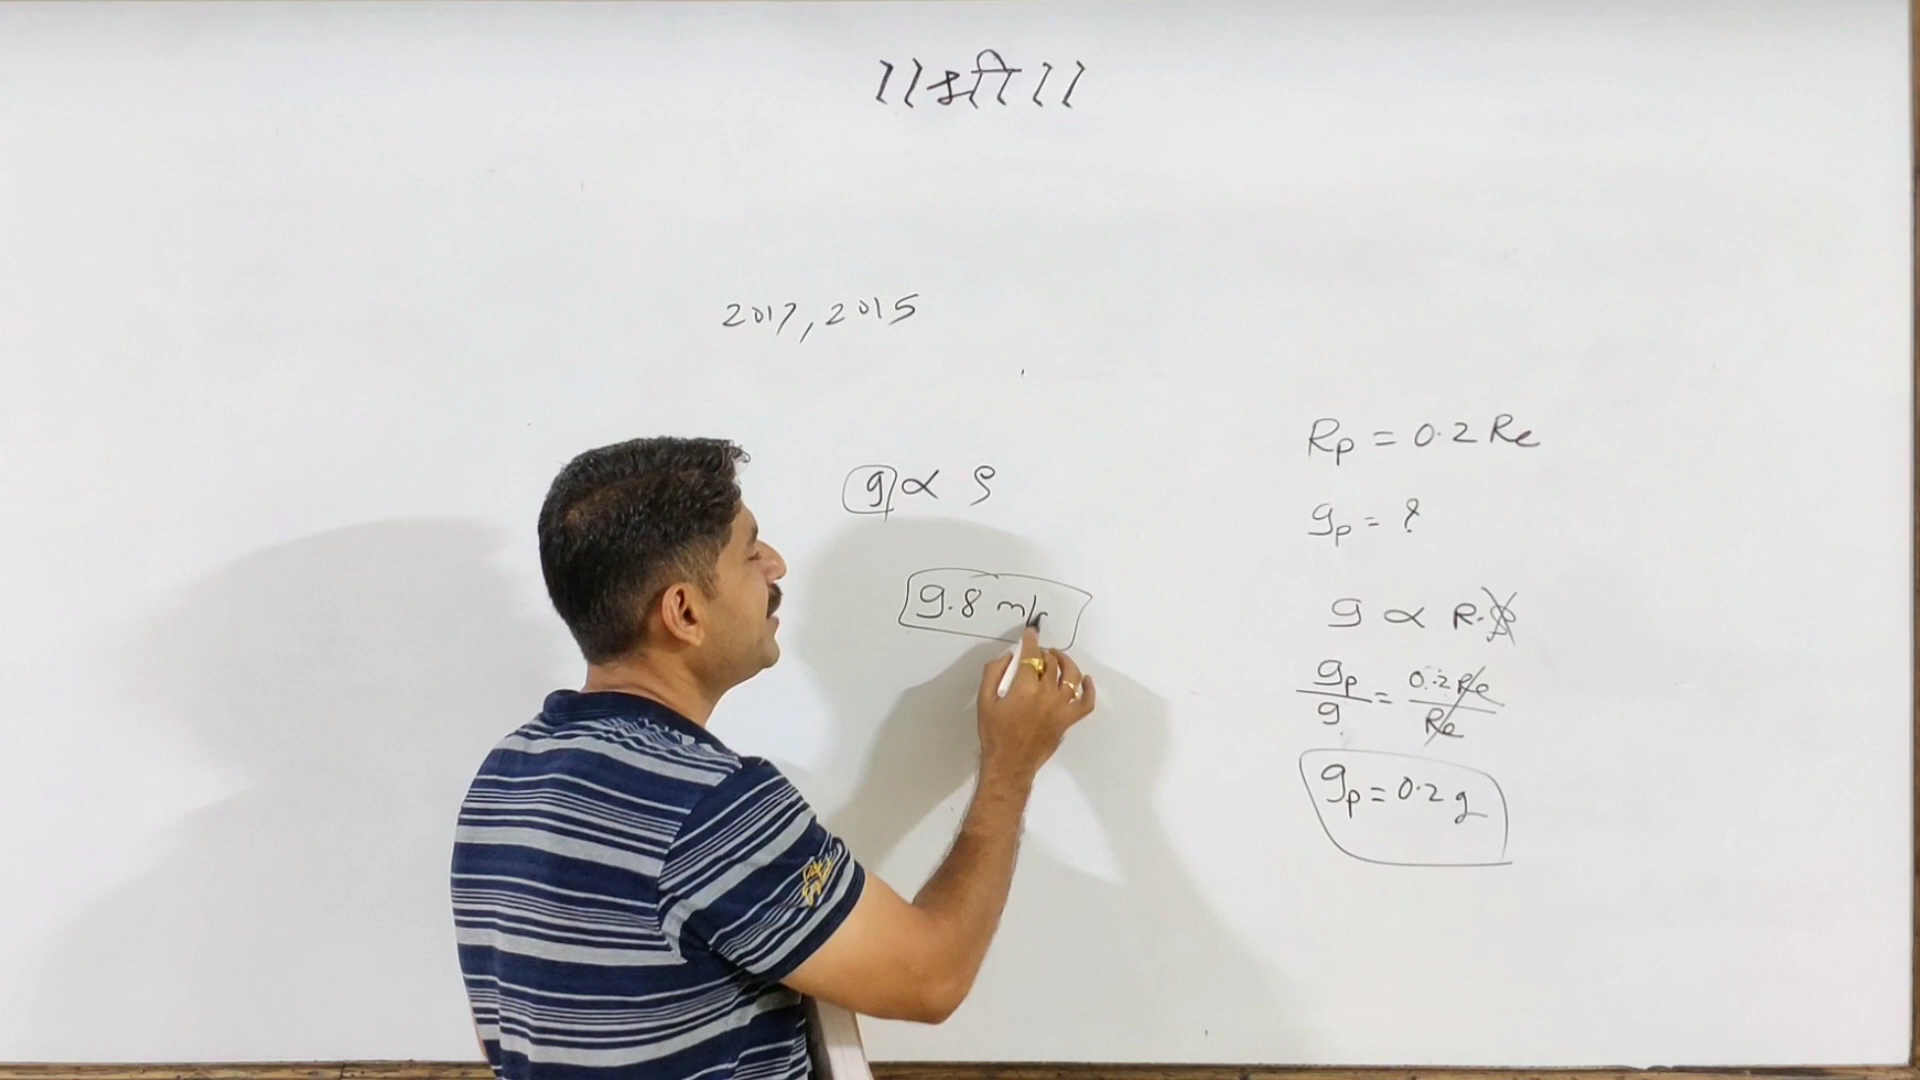 ।।श्री।।
2017, 2015
g ∝ ρ
9.8 m/s
Rp = 0.2 Re
gp = ?
g ∝ R.ρ
gp/g = 0.2 Re/Re
gp = 0.2 g